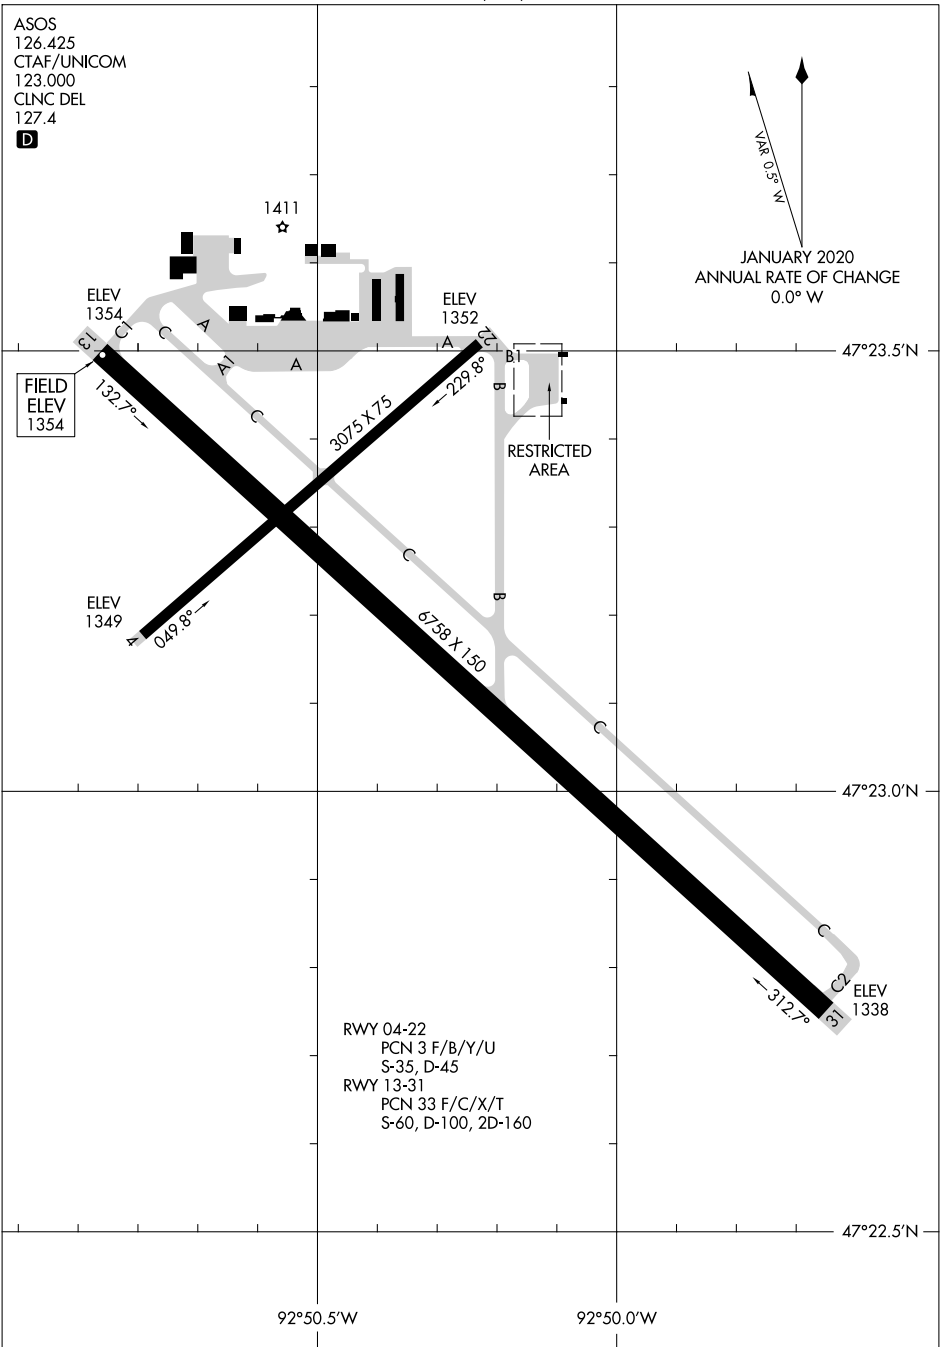 ASOS
126.425
CTAF/UNICOM
123.000
CLNC DEL
127.4
D
VAR 0.5° W
JANUARY 2020
ANNUAL RATE OF CHANGE
0.0° W
1411
ELEV
1354
ELEV
1352
13
C1
C
A
A1
A
A
22
B1
47°23.5'N
FIELD
ELEV
1354
132.7°
229.8°
3075 X 75
C
B
RESTRICTED
AREA
C
B
ELEV
1349
4
049.8°
6758 X 150
C
47°23.0'N
C
C2
ELEV
1338
312.7°
31
RWY 04-22
PCN 3 F/B/Y/U
S-35, D-45
RWY 13-31
PCN 33 F/C/X/T
S-60, D-100, 2D-160
47°22.5'N
92°50.5'W
92°50.0'W